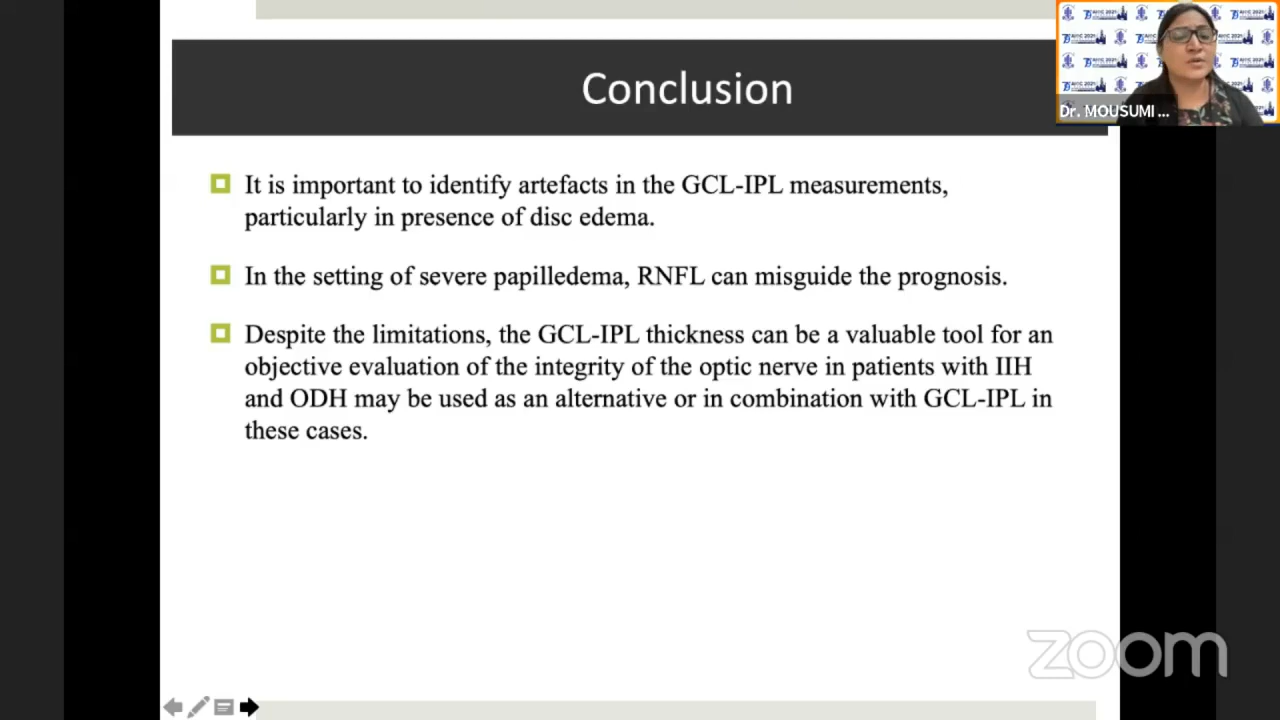 Conclusion
Dr. MOUSUMI ...
It is important to identify artefacts in the GCL-IPL measurements,
particularly in presence of disc edema.
In the setting of severe papilledema, RNFL can misguide the prognosis.
Despite the limitations, the GCL-IPL thickness can be a valuable tool for an
objective evaluation of the integrity of the optic nerve in patients with IIH
and ODH may be used as an alternative or in combination with GCL-IPL in
these cases.
zoom